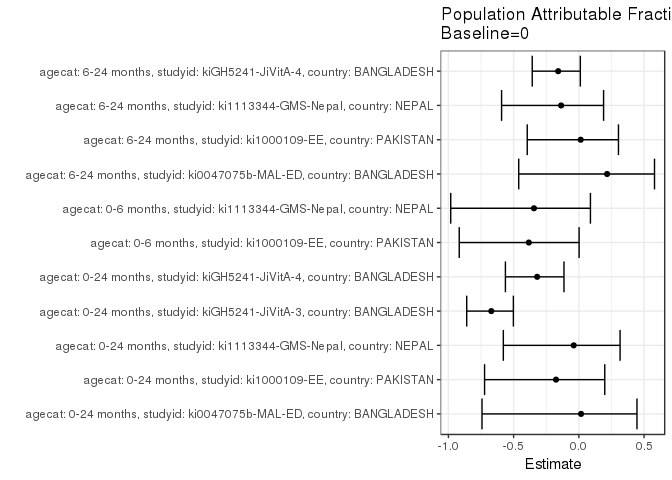 Population Attributable Fracti
Baseline=0
agecat: 6-24 months, studyid: kiGH5241-JiVitA-4, country: BANGLADESH
agecat: 6-24 months, studyid: ki1113344-GMS-Nepal, country: NEPAL
agecat: 6-24 months, studyid: ki1000109-EE, country: PAKISTAN
agecat: 6-24 months, studyid: ki0047075b-MAL-ED, country: BANGLADESH
agecat: 0-6 months, studyid: ki1113344-GMS-Nepal, country: NEPAL
agecat: 0-6 months, studyid: ki1000109-EE, country: PAKISTAN
agecat: 0-24 months, studyid: kiGH5241-JiVitA-4, country: BANGLADESH
agecat: 0-24 months, studyid: kiGH5241-JiVitA-3, country: BANGLADESH
agecat: 0-24 months, studyid: ki1113344-GMS-Nepal, country: NEPAL
agecat: 0-24 months, studyid: ki1000109-EE, country: PAKISTAN
agecat: 0-24 months, studyid: ki0047075b-MAL-ED, country: BANGLADESH
-1.0 -0.5 0.0 0.5
Estimate